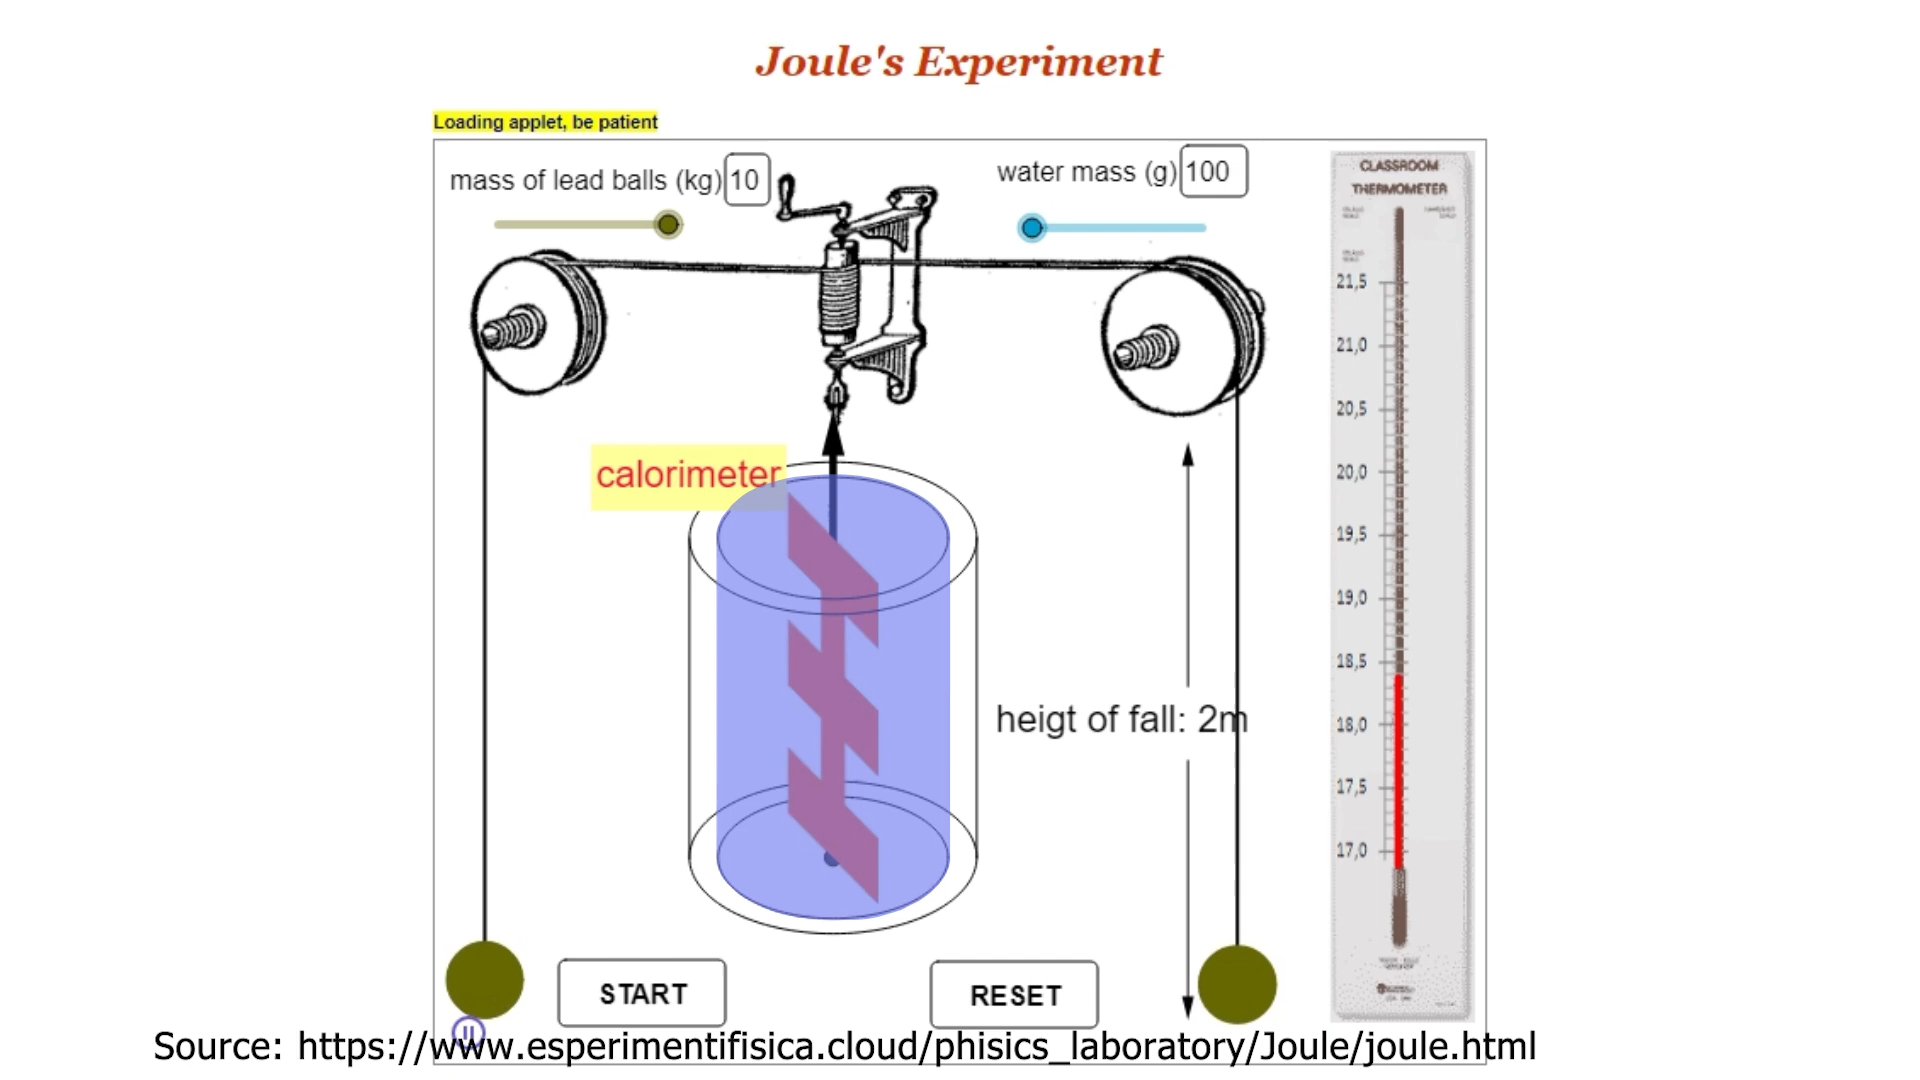 Joule's Experiment
Loading applet, be patient
mass of lead balls (kg) 10
water mass (g) 100
CLASSROOM
THERMOMETER
21,5
21,0
20,5
20,0
19,5
19,0
18,5
18,0
17,5
17,0
calorimeter
heigt of fall: 2m
START
RESET
Source: https://www.esperimentifisica.cloud/phisics_laboratory/Joule/joule.html